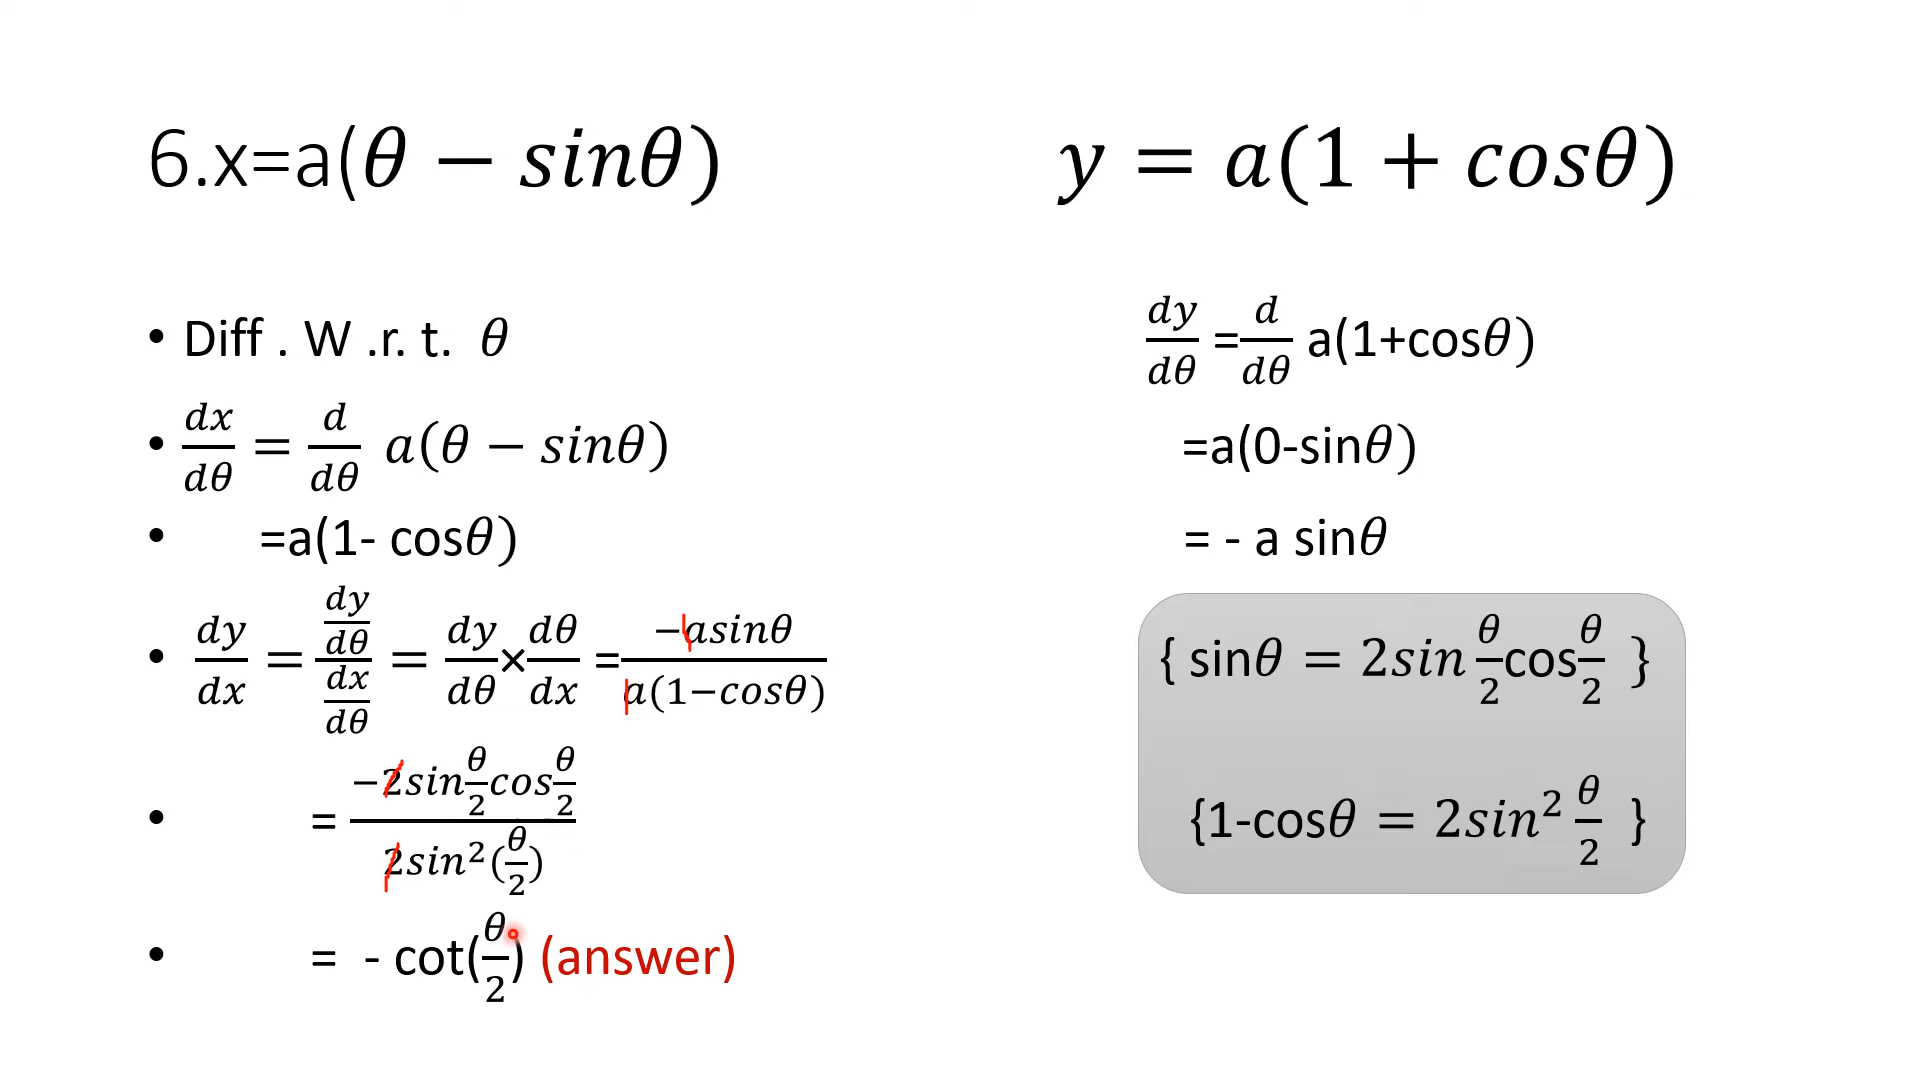 6.x=a(θ − sinθ) y = a(1 + cosθ)
• Diff . W .r. t. θ
• dx/dθ = d/dθ a(θ − sinθ)
• =a(1- cosθ)
• dy/dx = (dy/dθ)/(dx/dθ) = dy/dθ × dθ/dx = −asinθ/a(1−cosθ)
• = −2sin θ/2 cos θ/2 / 2sin²(θ/2)
• = - cot(θ/2) (answer)
dy/dθ = d/dθ a(1+cosθ)
=a(0-sinθ)
= - a sinθ
{ sinθ = 2sin θ/2 cos θ/2 }
{1-cosθ = 2sin² θ/2 }